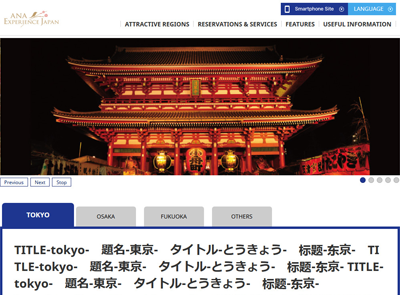 Smartphone Site
LANGUAGE
ANA
EXPERIENCE JAPAN
ATTRACTIVE REGIONS
RESERVATIONS & SERVICES
FEATURES
USEFUL INFORMATION
Previous
Next
Stop
TOKYO
OSAKA
FUKUOKA
OTHERS
TITLE-tokyo-　題名-東京-　タイトル-とうきょう-　标题-东京-　TI
TLE-tokyo-　題名-東京-　タイトル-とうきょう-　标题-东京- TITLE-
tokyo-　題名-東京-　タイトル-とうきょう-　标题-东京-